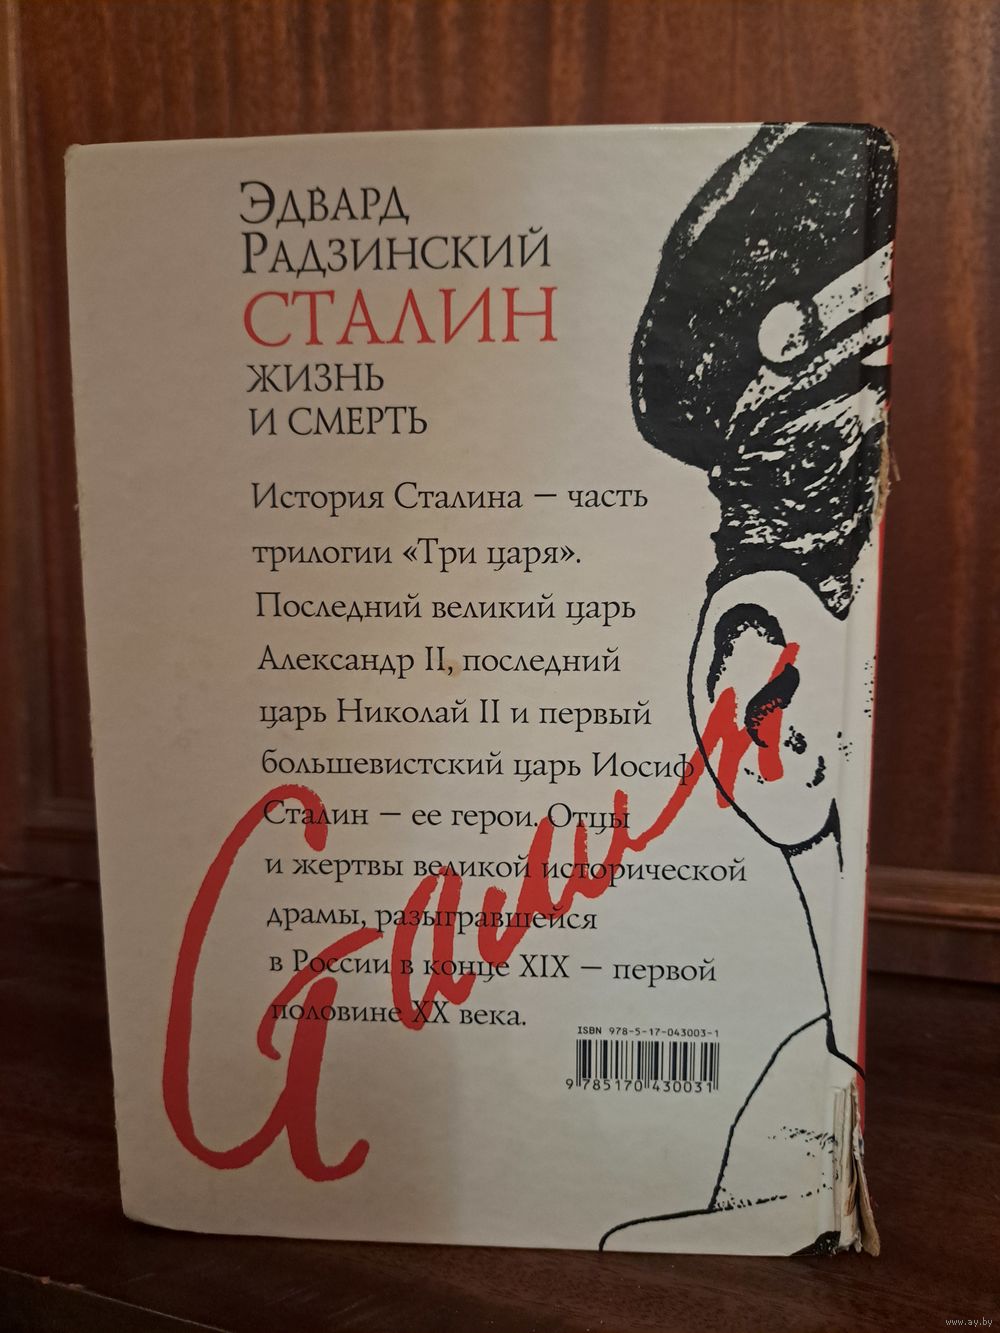 Эдвард
Радзинский
СТАЛИН
ЖИЗНЬ
И СМЕРТЬ
История Сталина – часть
трилогии «Три царя».
Последний великий царь
Александр II, последний
царь Николай II и первый
большевистский царь Иосиф
Сталин – ее герои. Отцы
и жертвы великой исторической
драмы, разыгравшейся
в России в конце XIX – первой
половине XX века.
Сталин
ISBN 978-5-17-043003-1
9 785170 430031
www.ay.by